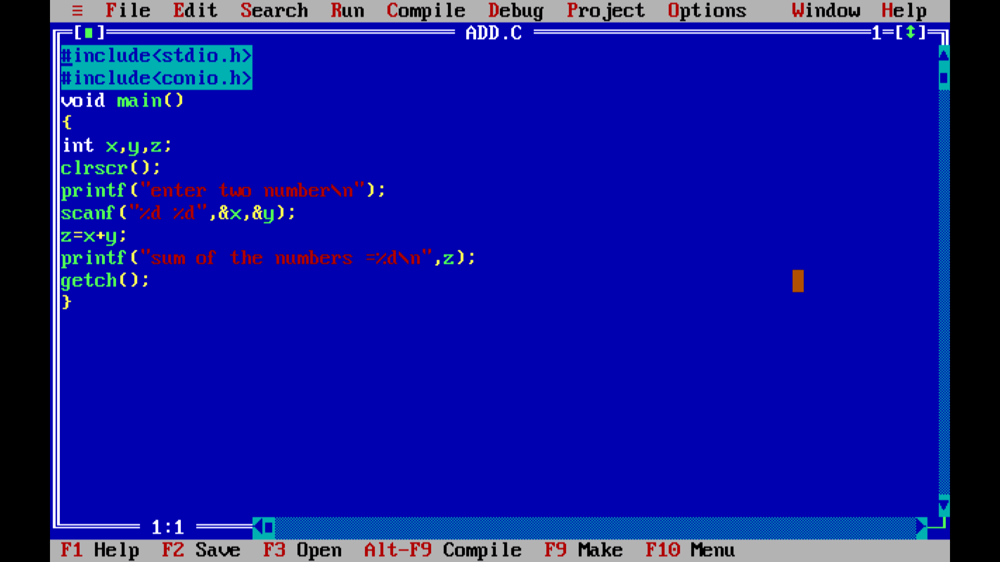 ≡ File Edit Search Run Compile Debug Project Options Window Help
[■] ADD.C 1=[↕]
#include<stdio.h>
#include<conio.h>
void main()
{
int x,y,z;
clrscr();
printf("enter two number\n");
scanf("%d %d",&x,&y);
z=x+y;
printf("sum of the numbers =%d\n",z);
getch();
}
1:1
F1 Help F2 Save F3 Open Alt-F9 Compile F9 Make F10 Menu